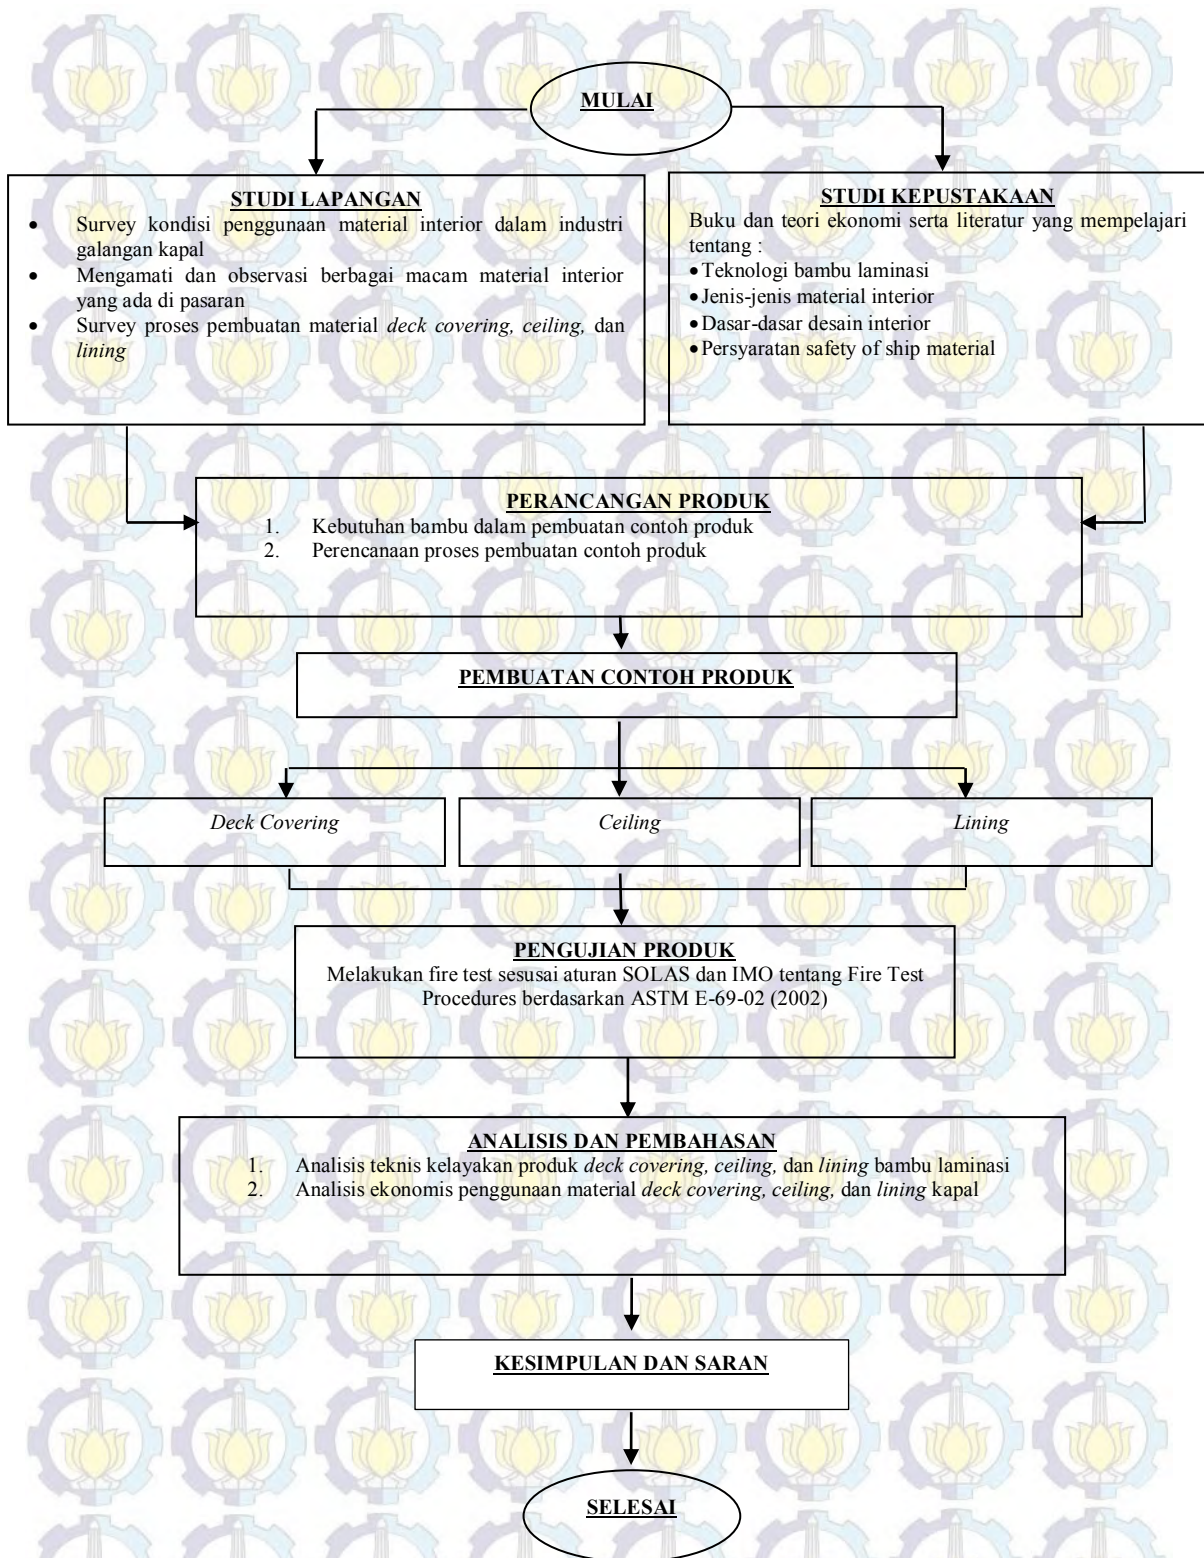 MULAI
STUDI LAPANGAN
• Survey kondisi penggunaan material interior dalam industri
galangan kapal
• Mengamati dan observasi berbagai macam material interior
yang ada di pasaran
• Survey proses pembuatan material deck covering, ceiling, dan
lining
STUDI KEPUSTAKAAN
Buku dan teori ekonomi serta literatur yang mempelajari
tentang :
• Teknologi bambu laminasi
• Jenis-jenis material interior
• Dasar-dasar desain interior
• Persyaratan safety of ship material
PERANCANGAN PRODUK
1. Kebutuhan bambu dalam pembuatan contoh produk
2. Perencanaan proses pembuatan contoh produk
PEMBUATAN CONTOH PRODUK
Deck Covering
Ceiling
Lining
PENGUJIAN PRODUK
Melakukan fire test sesusai aturan SOLAS dan IMO tentang Fire Test
Procedures berdasarkan ASTM E-69-02 (2002)
ANALISIS DAN PEMBAHASAN
1. Analisis teknis kelayakan produk deck covering, ceiling, dan lining bambu laminasi
2. Analisis ekonomis penggunaan material deck covering, ceiling, dan lining kapal
KESIMPULAN DAN SARAN
SELESAI